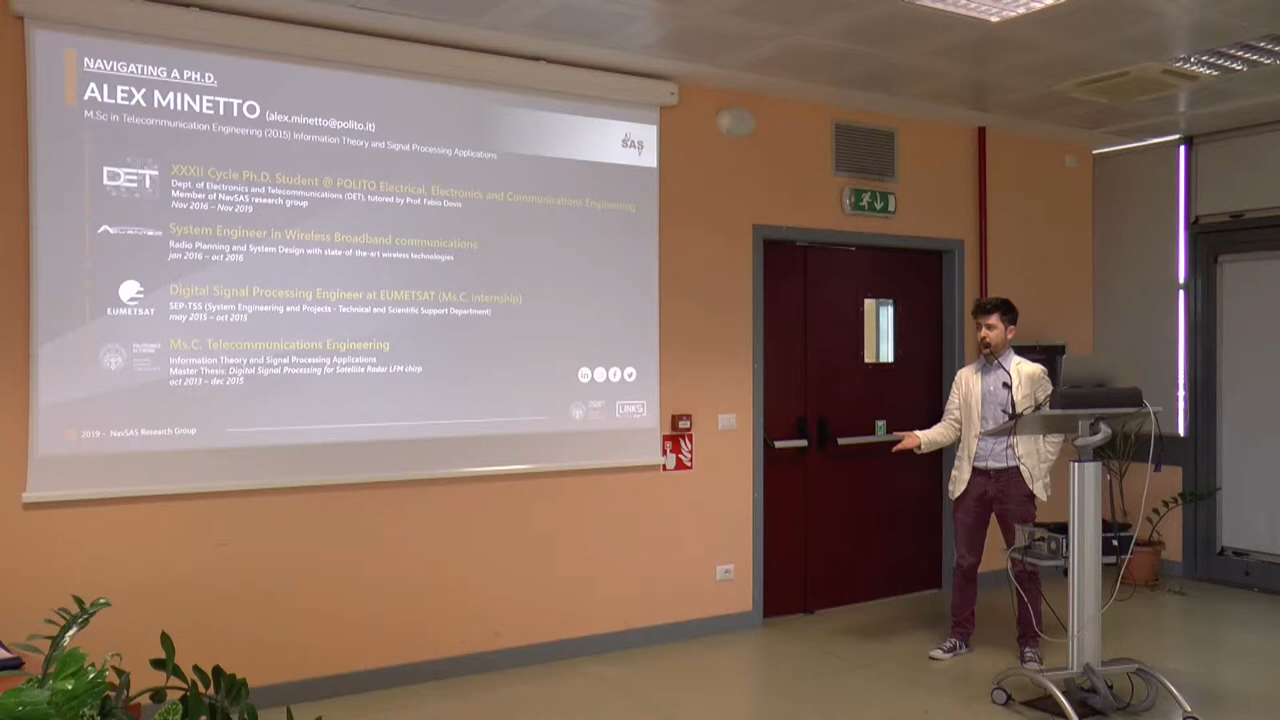 NAVIGATING A PH.D.
ALEX MINETTO (alex.minetto@polito.it)
M.Sc in Telecommunication Engineering (2015) Information Theory and Signal Processing Applications
SAS
DET
XXXII Cycle Ph.D. Student @ POLITO Electrical, Electronics and Communications Engineering
Dept. of Electronics and Telecommunications (DET), tutored by Prof. Fabio Dovis
Member of NavSAS research group
Nov 2016 – Nov 2019
System Engineer in Wireless Broadband communications
Radio Planning and System Design with state-of-the-art wireless technologies
jan 2016 – oct 2016
EUMETSAT
Digital Signal Processing Engineer at EUMETSAT (Ms.C. internship)
SEP-TSS (System Engineering and Projects - Technical and Scientific Support Department)
may 2015 – oct 2015
Ms.C. Telecommunications Engineering
Information Theory and Signal Processing Applications
Master Thesis: Digital Signal Processing for Satellite Radar LFM chirp
oct 2013 – dec 2015
in
LINKS
2019 – NavSAS Research Group